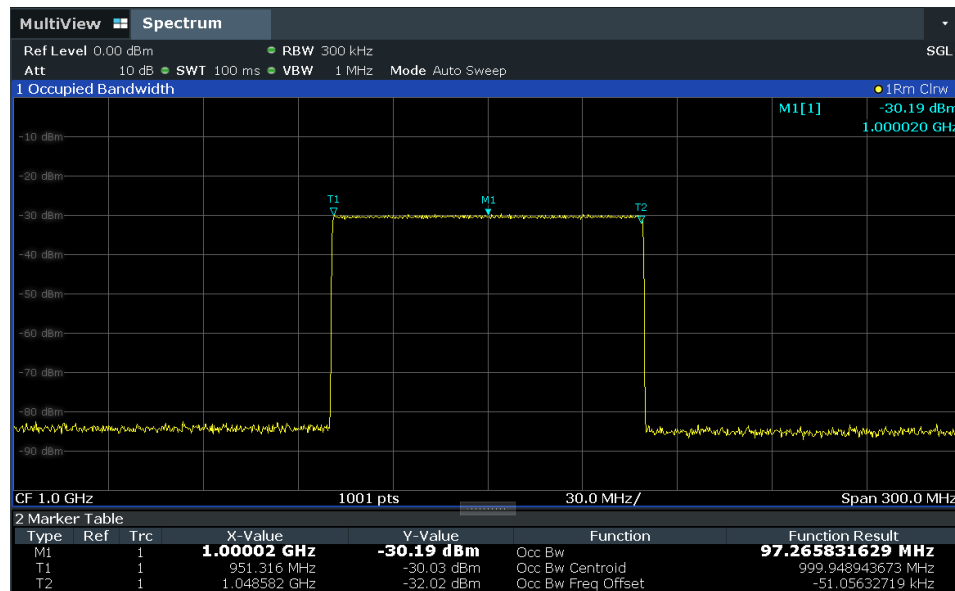 MultiView Spectrum
Ref Level 0.00 dBm RBW 300 kHz SGL
Att 10 dB SWT 100 ms VBW 1 MHz Mode Auto Sweep
1 Occupied Bandwidth 1Rm Clrw
M1[1] -30.19 dBm
1.000020 GHz
-10 dBm
-20 dBm
T1 M1 T2
-30 dBm
-40 dBm
-50 dBm
-60 dBm
-70 dBm
-80 dBm
-90 dBm
CF 1.0 GHz 1001 pts 30.0 MHz/ Span 300.0 MHz
2 Marker Table
Type Ref Trc X-Value Y-Value Function Function Result
M1 1 1.00002 GHz -30.19 dBm Occ Bw 97.265831629 MHz
T1 1 951.316 MHz -30.03 dBm Occ Bw Centroid 999.948943673 MHz
T2 1 1.048582 GHz -32.02 dBm Occ Bw Freq Offset -51.05632719 kHz